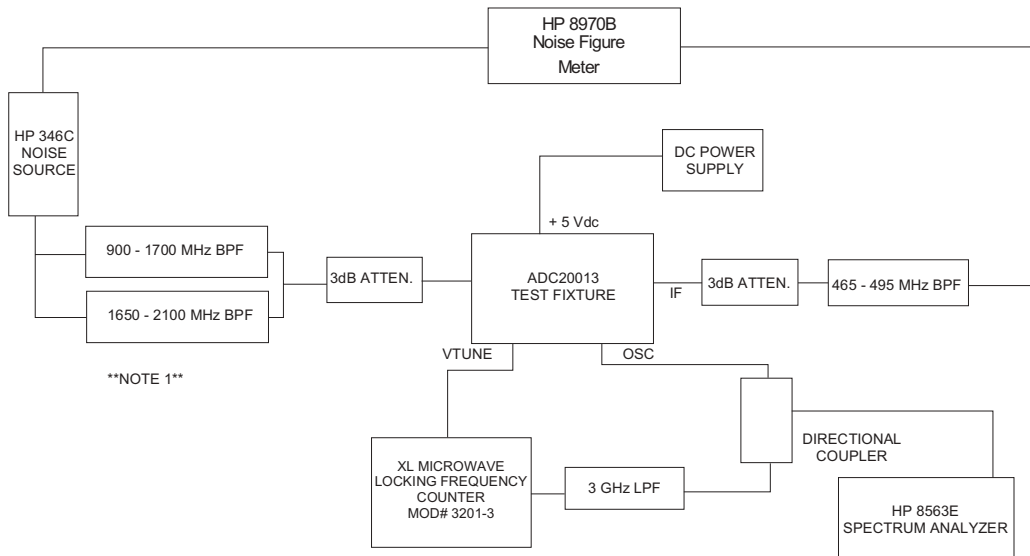 HP 8970B
Noise Figure
Meter
HP 346C
NOISE
SOURCE
DC POWER
SUPPLY
+ 5 Vdc
900 - 1700 MHz BPF
3dB ATTEN.
ADC20013
TEST FIXTURE
IF
3dB ATTEN.
465 - 495 MHz BPF
1650 - 2100 MHz BPF
VTUNE
OSC
**NOTE 1**
DIRECTIONAL
COUPLER
XL MICROWAVE
LOCKING FREQUENCY
COUNTER
MOD# 3201-3
3 GHz LPF
HP 8563E
SPECTRUM ANALYZER